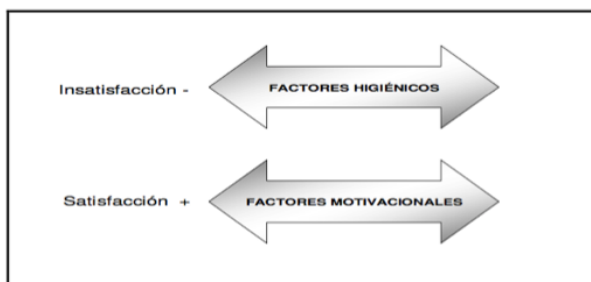 Insatisfacción -
FACTORES HIGIÉNICOS
Satisfacción +
FACTORES MOTIVACIONALES